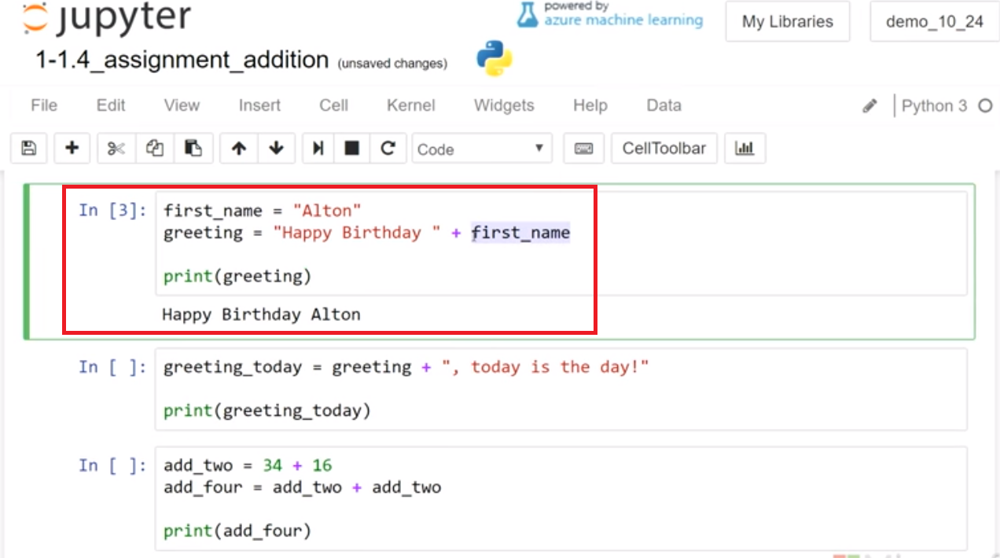 jupyter
powered by
azure machine learning
My Libraries
demo_10_24
1-1.4_assignment_addition (unsaved changes)
File Edit View Insert Cell Kernel Widgets Help Data
Python 3
Code
CellToolbar
In [3]:
first_name = "Alton"
greeting = "Happy Birthday " + first_name
print(greeting)
Happy Birthday Alton
In [ ]:
greeting_today = greeting + ", today is the day!"
print(greeting_today)
In [ ]:
add_two = 34 + 16
add_four = add_two + add_two
print(add_four)